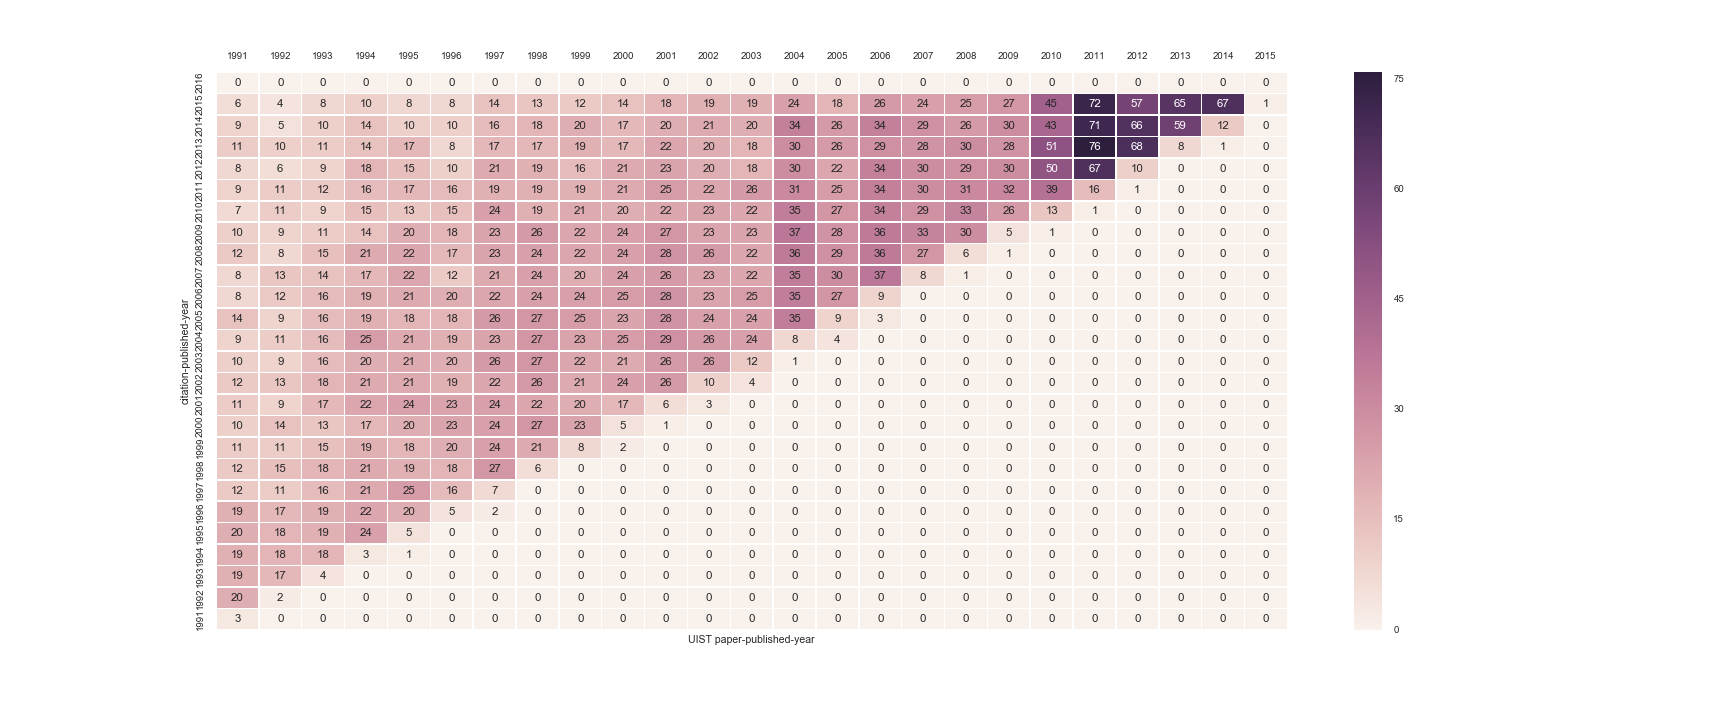 1991 1992 1993 1994 1995 1996 1997 1998 1999 2000 2001 2002 2003 2004 2005 2006 2007 2008 2009 2010 2011 2012 2013 2014 2015
2016 0 0 0 0 0 0 0 0 0 0 0 0 0 0 0 0 0 0 0 0 0 0 0 0 0 75
2015 6 4 8 10 8 8 14 13 12 14 18 19 19 24 18 26 24 25 27 45 72 57 65 67 1
2014 9 5 10 14 10 10 16 18 20 17 20 21 20 34 26 34 29 26 30 43 71 66 59 12 0
2013 11 10 11 14 17 8 17 17 19 17 22 20 18 30 26 29 28 30 28 51 76 68 8 1 0
2012 8 6 9 18 15 10 21 19 16 21 23 20 18 30 22 34 30 29 30 50 67 10 0 0 0
2011 9 11 12 16 17 16 19 19 19 21 25 22 26 31 25 34 30 31 32 39 16 1 0 0 0 60
2010 7 11 9 15 13 15 24 19 21 20 22 23 22 35 27 34 29 33 26 13 1 0 0 0 0
2009 10 9 11 14 20 18 23 26 22 24 27 23 23 37 28 36 33 30 5 1 0 0 0 0 0
2008 12 8 15 21 22 17 23 24 22 24 28 26 22 36 29 36 27 6 1 0 0 0 0 0 0
2007 8 13 14 17 22 12 21 24 20 24 26 23 22 35 30 37 8 1 0 0 0 0 0 0 0
2006 8 12 16 19 21 20 22 24 24 25 28 23 25 35 27 9 0 0 0 0 0 0 0 0 0 45
2005 14 9 16 19 18 18 26 27 25 23 28 24 24 35 9 3 0 0 0 0 0 0 0 0 0
2004 9 11 16 25 21 19 23 27 23 25 29 26 24 8 4 0 0 0 0 0 0 0 0 0 0
citation-published-year
2003 10 9 16 20 21 20 26 27 22 21 26 26 12 1 0 0 0 0 0 0 0 0 0 0 0
2002 12 13 18 21 21 19 22 26 21 24 26 10 4 0 0 0 0 0 0 0 0 0 0 0 0
2001 11 9 17 22 24 23 24 22 20 17 6 3 0 0 0 0 0 0 0 0 0 0 0 0 0 30
2000 10 14 13 17 20 23 24 27 23 5 1 0 0 0 0 0 0 0 0 0 0 0 0 0 0
1999 11 11 15 19 18 20 24 21 8 2 0 0 0 0 0 0 0 0 0 0 0 0 0 0 0
1998 12 15 18 21 19 18 27 6 0 0 0 0 0 0 0 0 0 0 0 0 0 0 0 0 0
1997 12 11 16 21 25 16 7 0 0 0 0 0 0 0 0 0 0 0 0 0 0 0 0 0 0
1996 19 17 19 22 20 5 2 0 0 0 0 0 0 0 0 0 0 0 0 0 0 0 0 0 0 15
1995 20 18 19 24 5 0 0 0 0 0 0 0 0 0 0 0 0 0 0 0 0 0 0 0 0
1994 19 18 18 3 1 0 0 0 0 0 0 0 0 0 0 0 0 0 0 0 0 0 0 0 0
1993 19 17 4 0 0 0 0 0 0 0 0 0 0 0 0 0 0 0 0 0 0 0 0 0 0
1992 20 2 0 0 0 0 0 0 0 0 0 0 0 0 0 0 0 0 0 0 0 0 0 0 0
1991 3 0 0 0 0 0 0 0 0 0 0 0 0 0 0 0 0 0 0 0 0 0 0 0 0 0
UIST paper-published-year